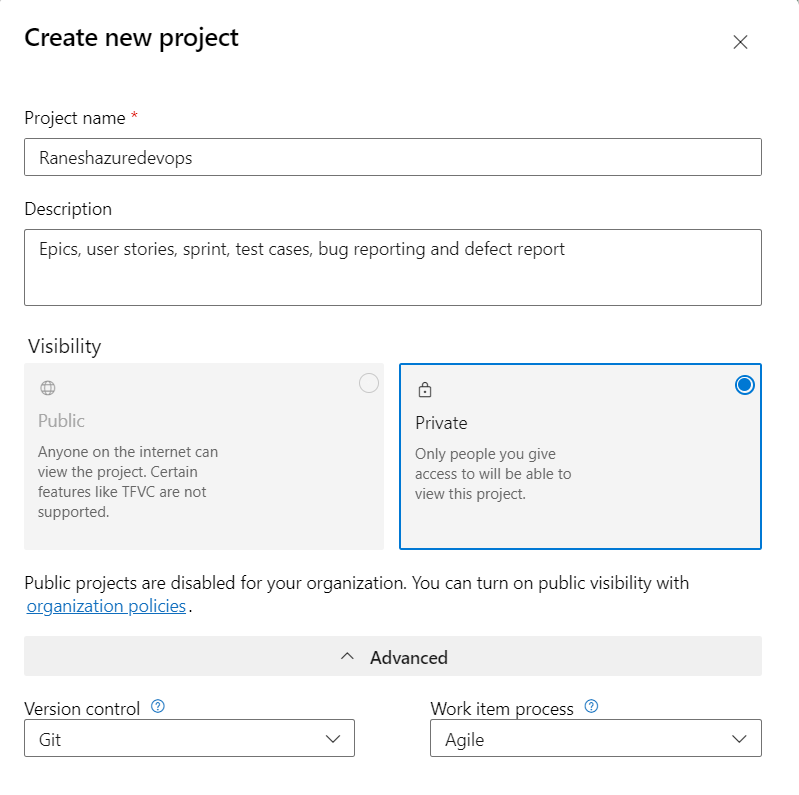 Create new project
Project name *
Raneshazuredevops
Description
Epics, user stories, sprint, test cases, bug reporting and defect report
Visibility
Public
Anyone on the internet can
view the project. Certain
features like TFVC are not
supported.
Private
Only people you give
access to will be able to
view this project.
Public projects are disabled for your organization. You can turn on public visibility with
organization policies.
Advanced
Version control ?
Git
Work item process ?
Agile